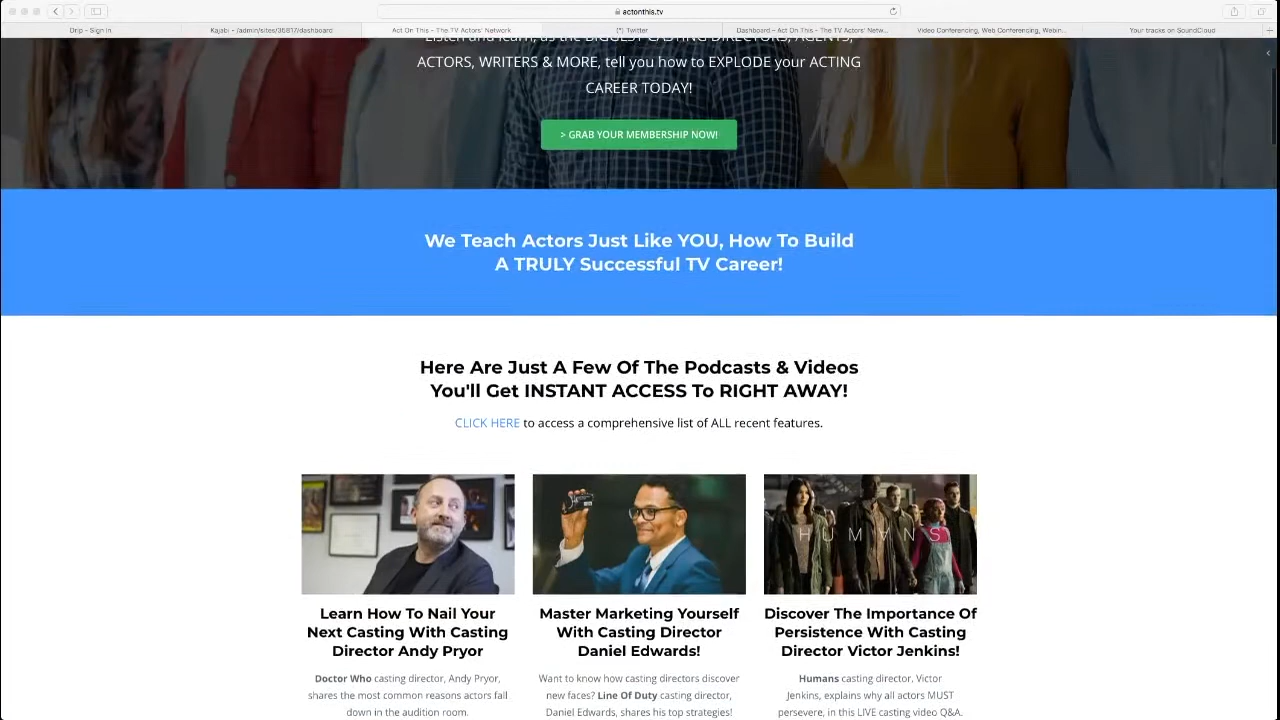 actonthis.tv
Drip - Sign In
Kajabi - /admin/sites/35817/dashboard
Act On This - The TV Actors' Network
(*) Twitter
Dashboard – Act On This - The TV Actors' Netw...
Video Conferencing, Web Conferencing, Webin...
Your tracks on SoundCloud
Listen and learn, as the BIGGEST CASTING DIRECTORS, AGENTS,
ACTORS, WRITERS & MORE, tell you how to EXPLODE your ACTING
CAREER TODAY!
> GRAB YOUR MEMBERSHIP NOW!
We Teach Actors Just Like YOU, How To Build
A TRULY Successful TV Career!
Here Are Just A Few Of The Podcasts & Videos
You'll Get INSTANT ACCESS To RIGHT AWAY!
CLICK HERE to access a comprehensive list of ALL recent features.
HUMANS
Learn How To Nail Your
Next Casting With Casting
Director Andy Pryor
Doctor Who casting director, Andy Pryor,
shares the most common reasons actors fall
down in the audition room.
Master Marketing Yourself
With Casting Director
Daniel Edwards!
Want to know how casting directors discover
new faces? Line Of Duty casting director,
Daniel Edwards, shares his top strategies!
Discover The Importance Of
Persistence With Casting
Director Victor Jenkins!
Humans casting director, Victor
Jenkins, explains why all actors MUST
persevere, in this LIVE casting video Q&A.